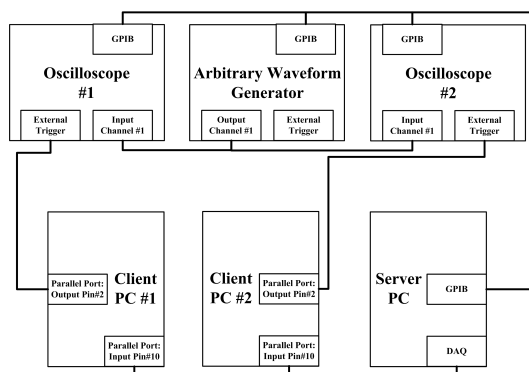 GPIB
GPIB
GPIB
Oscilloscope
#1
Arbitrary Waveform
Generator
Oscilloscope
#2
External
Trigger
Input
Channel #1
Output
Channel #1
External
Trigger
Input
Channel #1
External
Trigger
Parallel Port:
Output Pin#2
Client
PC #1
Parallel Port:
Input Pin#10
Client
PC #2
Parallel Port:
Output Pin#2
Parallel Port:
Input Pin#10
Server
PC
GPIB
DAQ